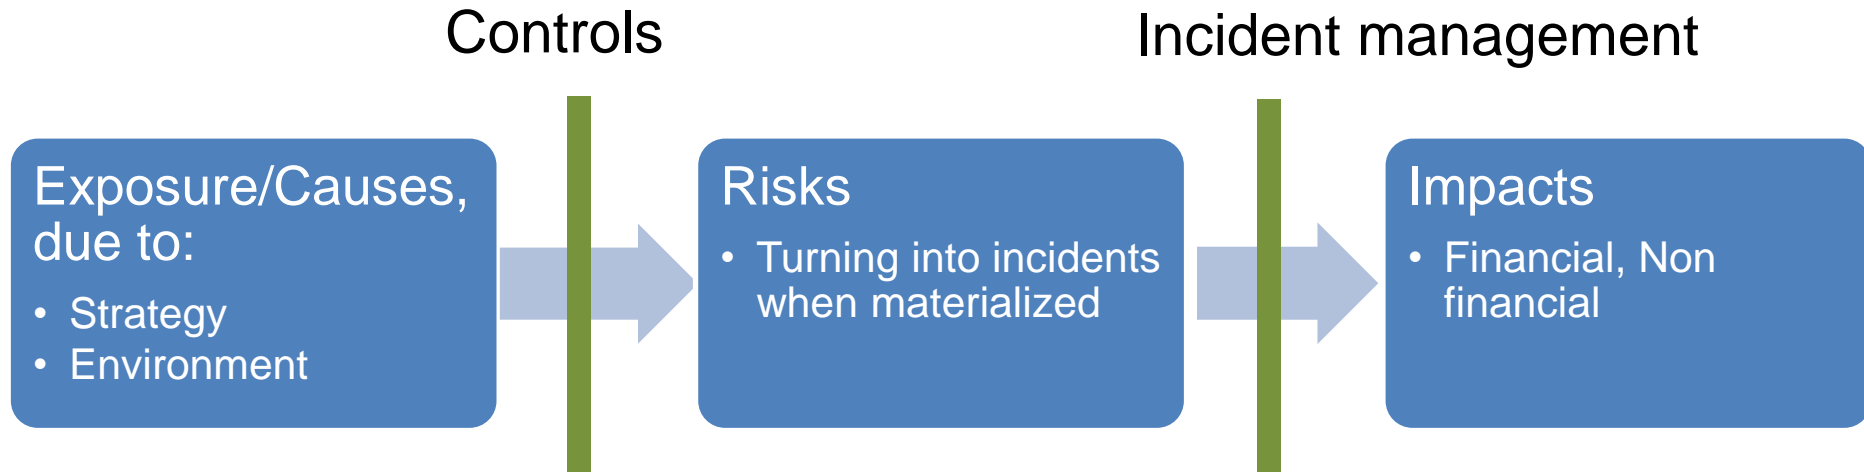 Controls
Incident management
Exposure/Causes,
due to:
• Strategy
• Environment
Risks
• Turning into incidents
when materialized
Impacts
• Financial, Non
financial